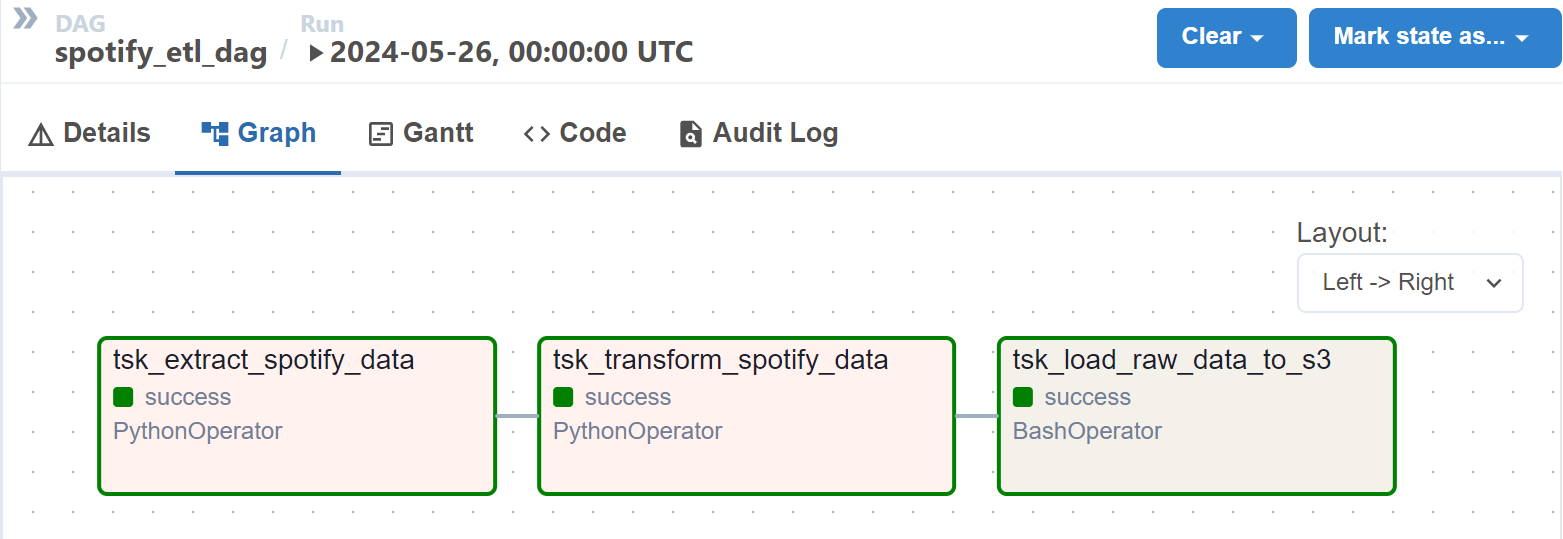 DAG
Run
spotify_etl_dag / 2024-05-26, 00:00:00 UTC
Clear
Mark state as...
Details
Graph
Gantt
Code
Audit Log
Layout:
Left -> Right
tsk_extract_spotify_data
success
PythonOperator
tsk_transform_spotify_data
success
PythonOperator
tsk_load_raw_data_to_s3
success
BashOperator